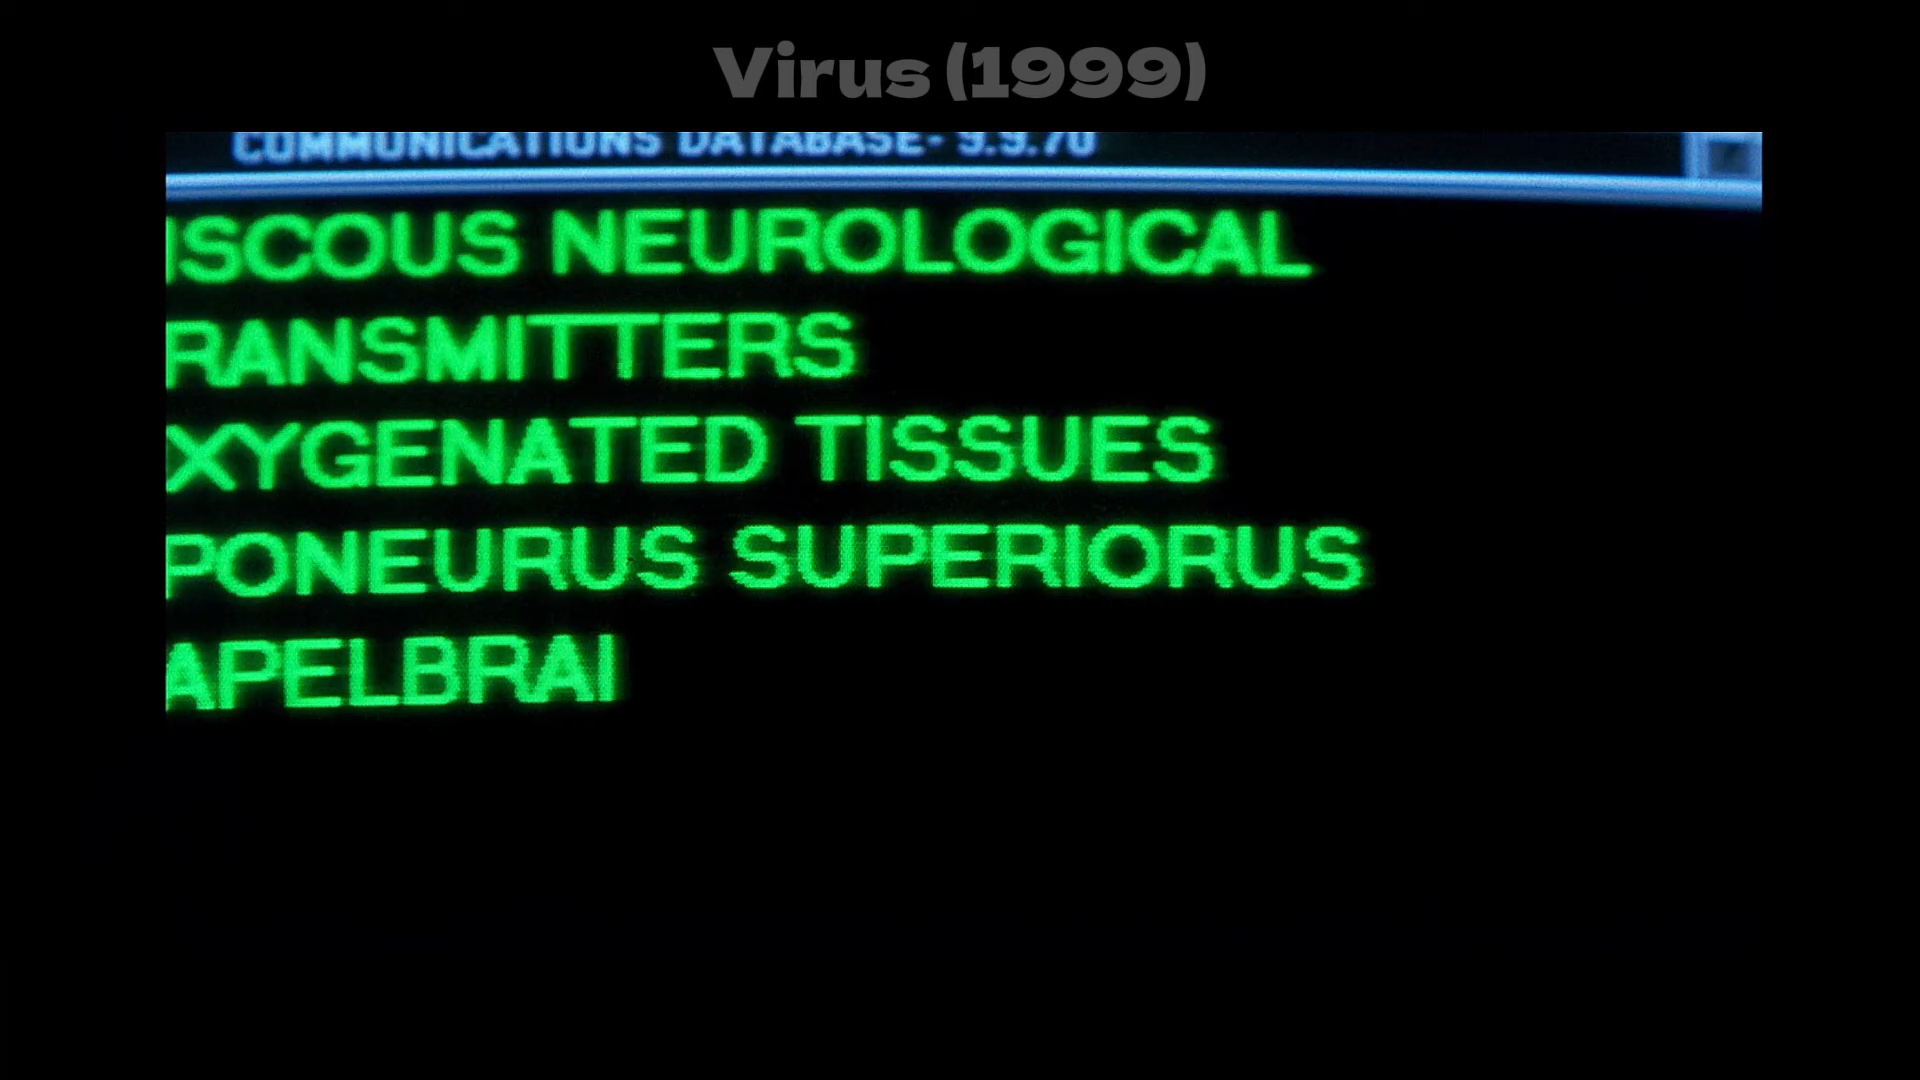 Virus (1999)
COMMUNICATIONS DATABASE- 9.9.70
ISCOUS NEUROLOGICAL
RANSMITTERS
XYGENATED TISSUES
PONEURUS SUPERIORUS
APELBRAI